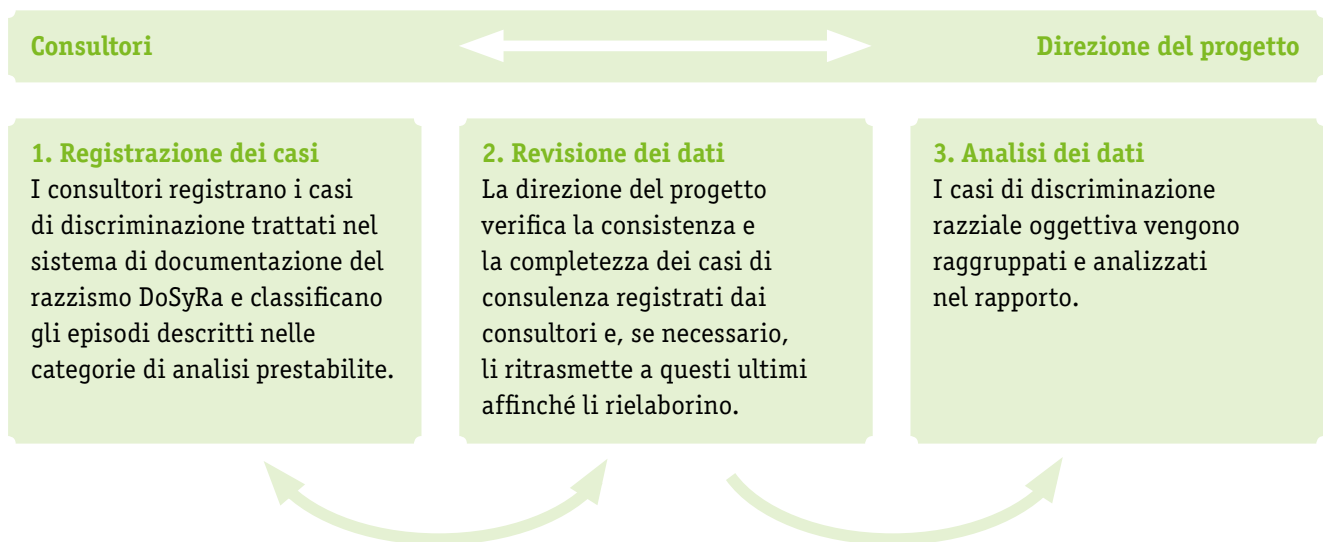 Consultori
Direzione del progetto
1. Registrazione dei casi
I consultori registrano i casi
di discriminazione trattati nel
sistema di documentazione del
razzismo DoSyRa e classificano
gli episodi descritti nelle
categorie di analisi prestabilite.
2. Revisione dei dati
La direzione del progetto
verifica la consistenza e
la completezza dei casi di
consulenza registrati dai
consultori e, se necessario,
li ritrasmette a questi ultimi
affinché li rielaborino.
3. Analisi dei dati
I casi di discriminazione
razziale oggettiva vengono
raggruppati e analizzati
nel rapporto.